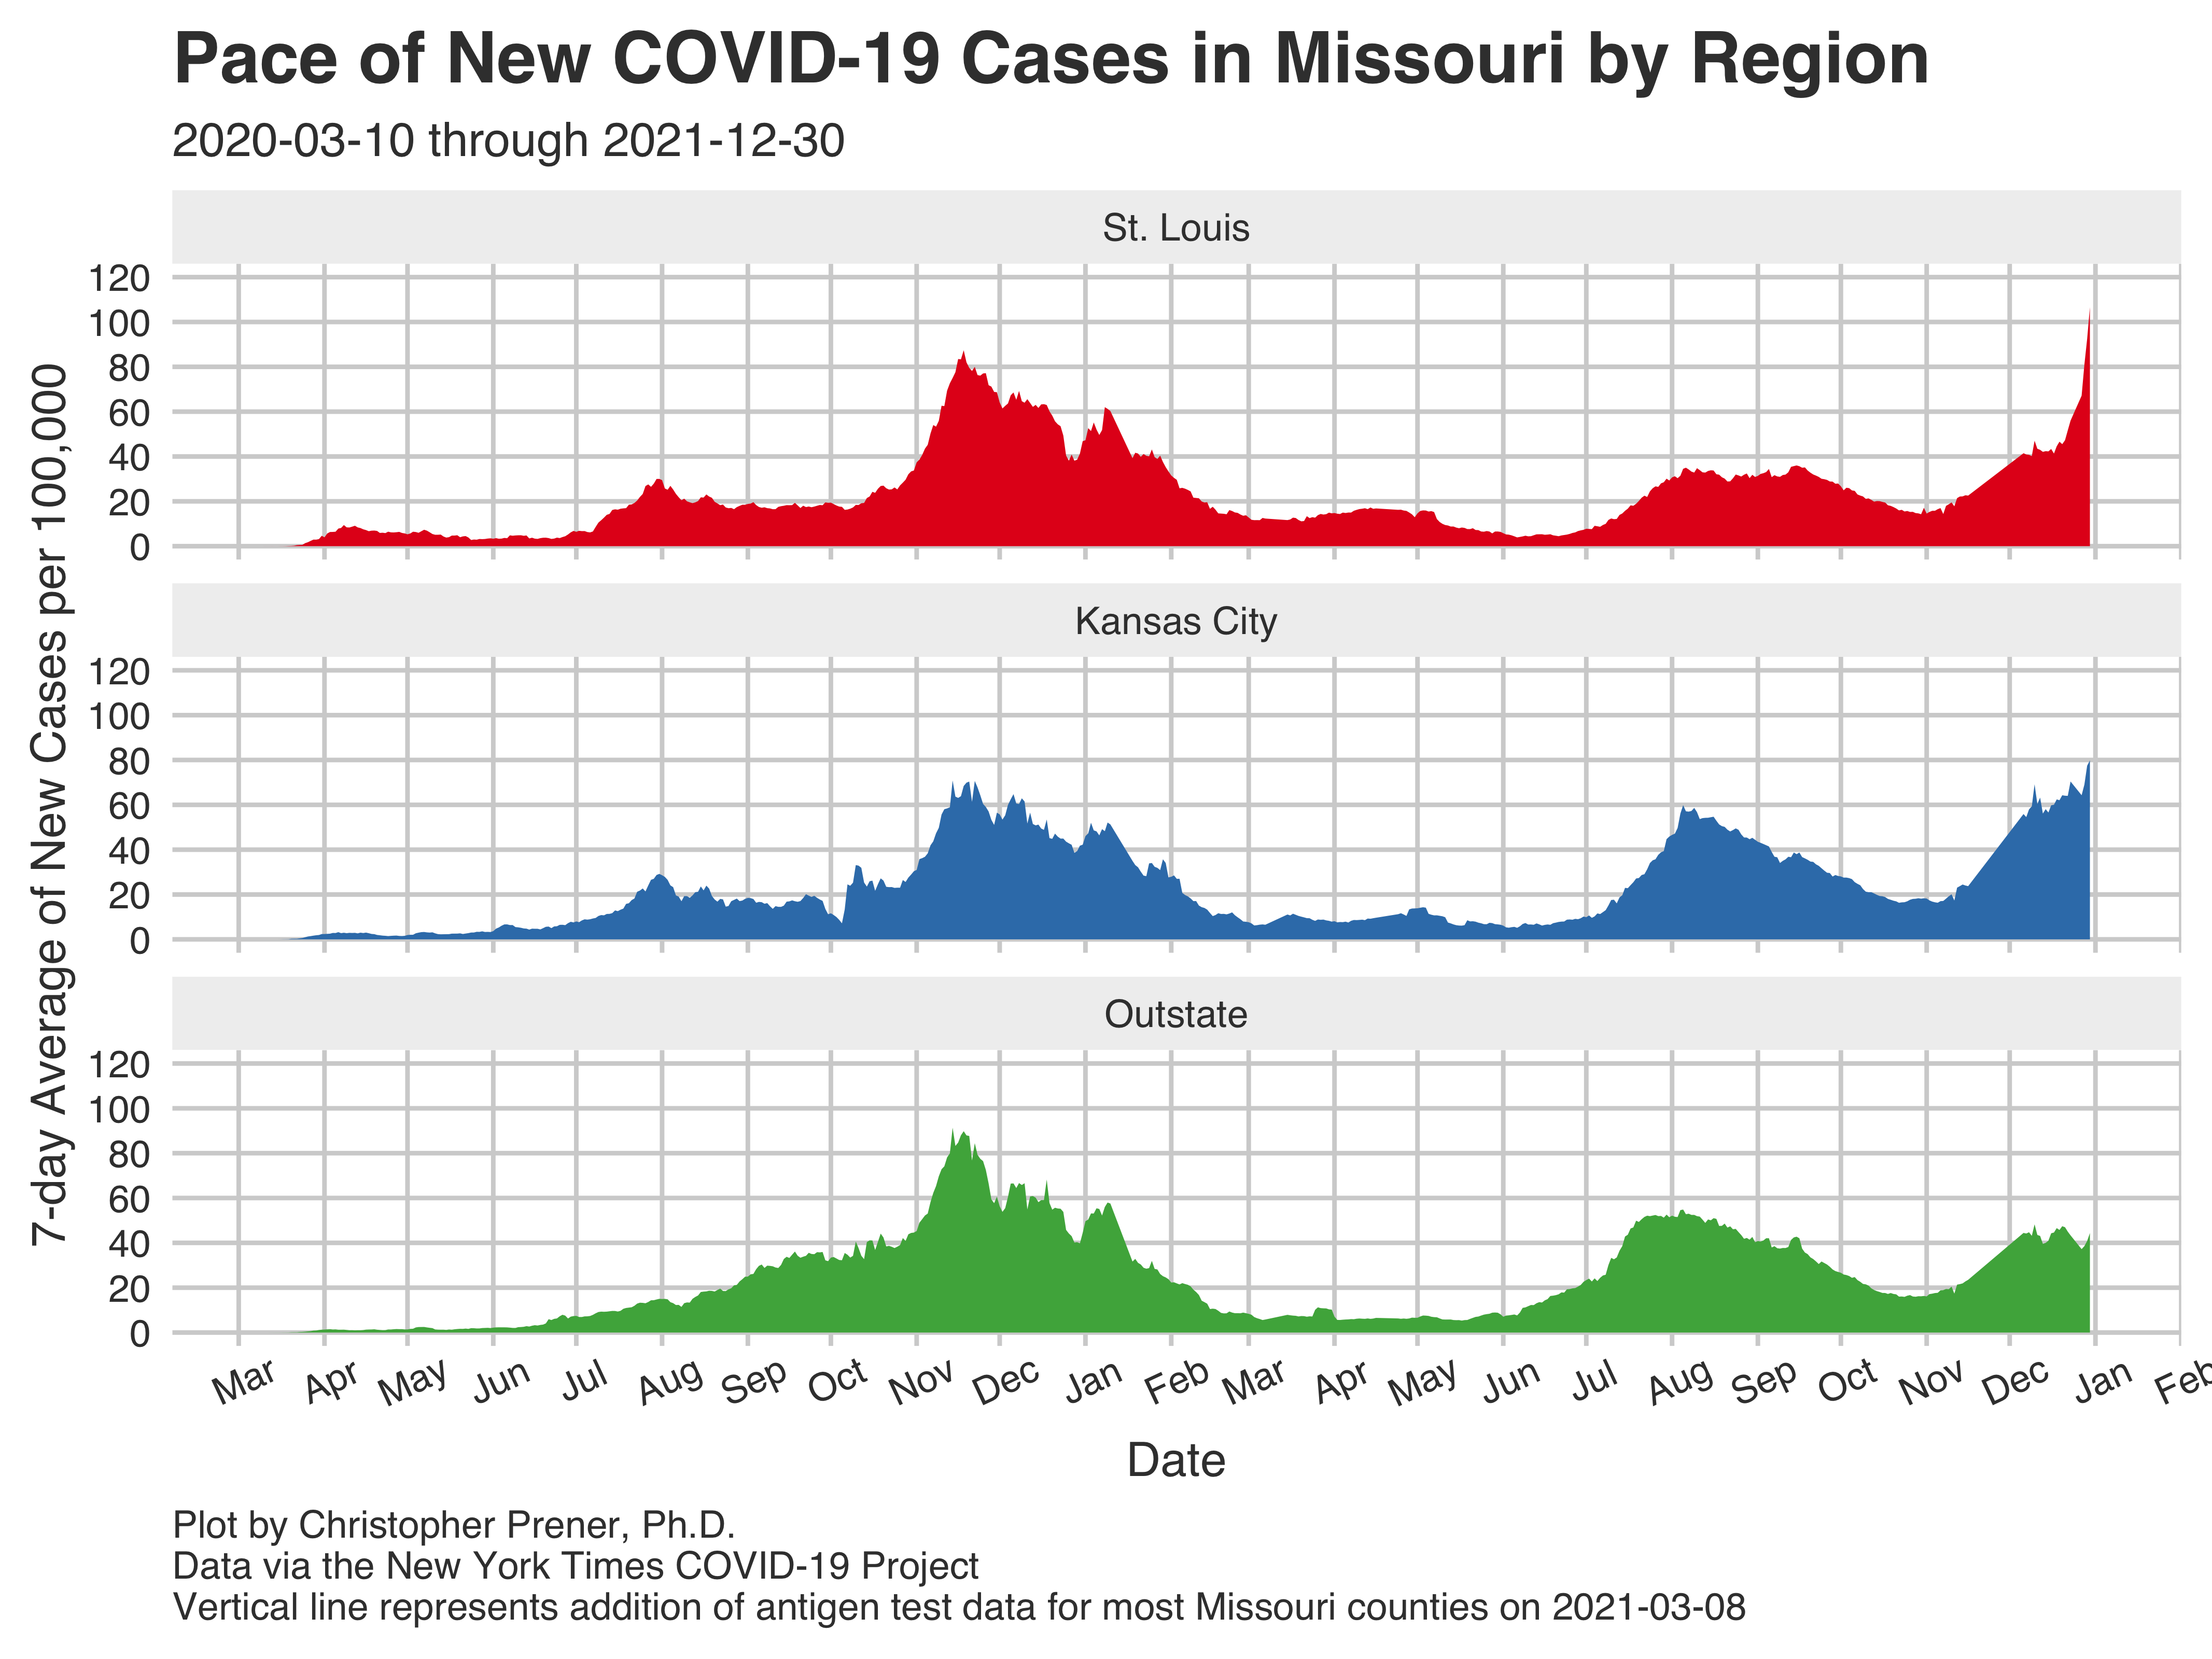 Pace of New COVID-19 Cases in Missouri by Region
2020-03-10 through 2021-12-30
7-day Average of New Cases per 100,000
St. Louis
120
100
80
60
40
20
0
Kansas City
120
100
80
60
40
20
0
Outstate
120
100
80
60
40
20
0
Mar Apr May Jun Jul Aug Sep Oct Nov Dec Jan Feb Mar Apr May Jun Jul Aug Sep Oct Nov Dec Jan Feb
Date
Plot by Christopher Prener, Ph.D.
Data via the New York Times COVID-19 Project
Vertical line represents addition of antigen test data for most Missouri counties on 2021-03-08